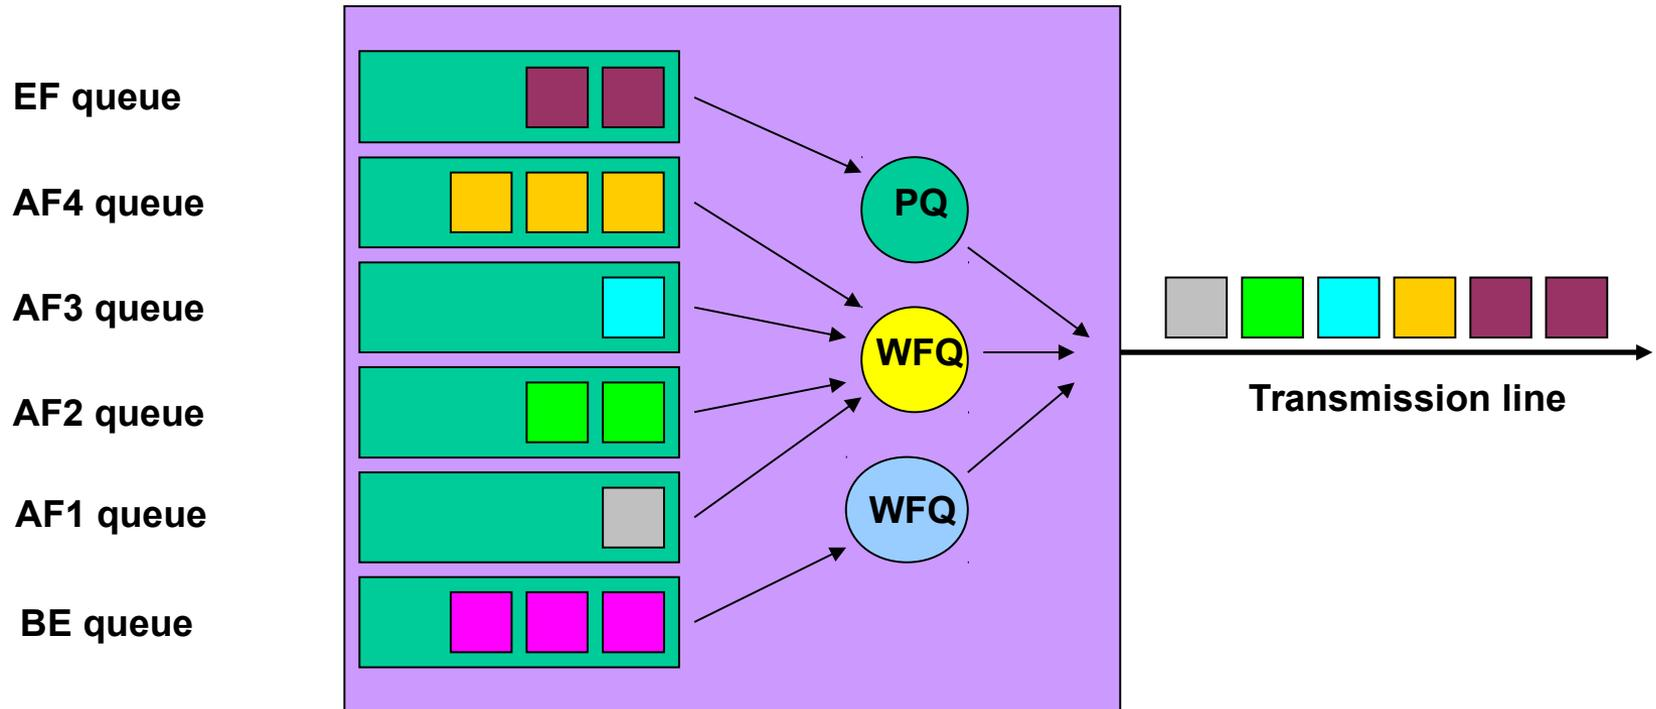 EF queue
AF4 queue
PQ
AF3 queue
WFQ
Transmission line
AF2 queue
AF1 queue
WFQ
BE queue